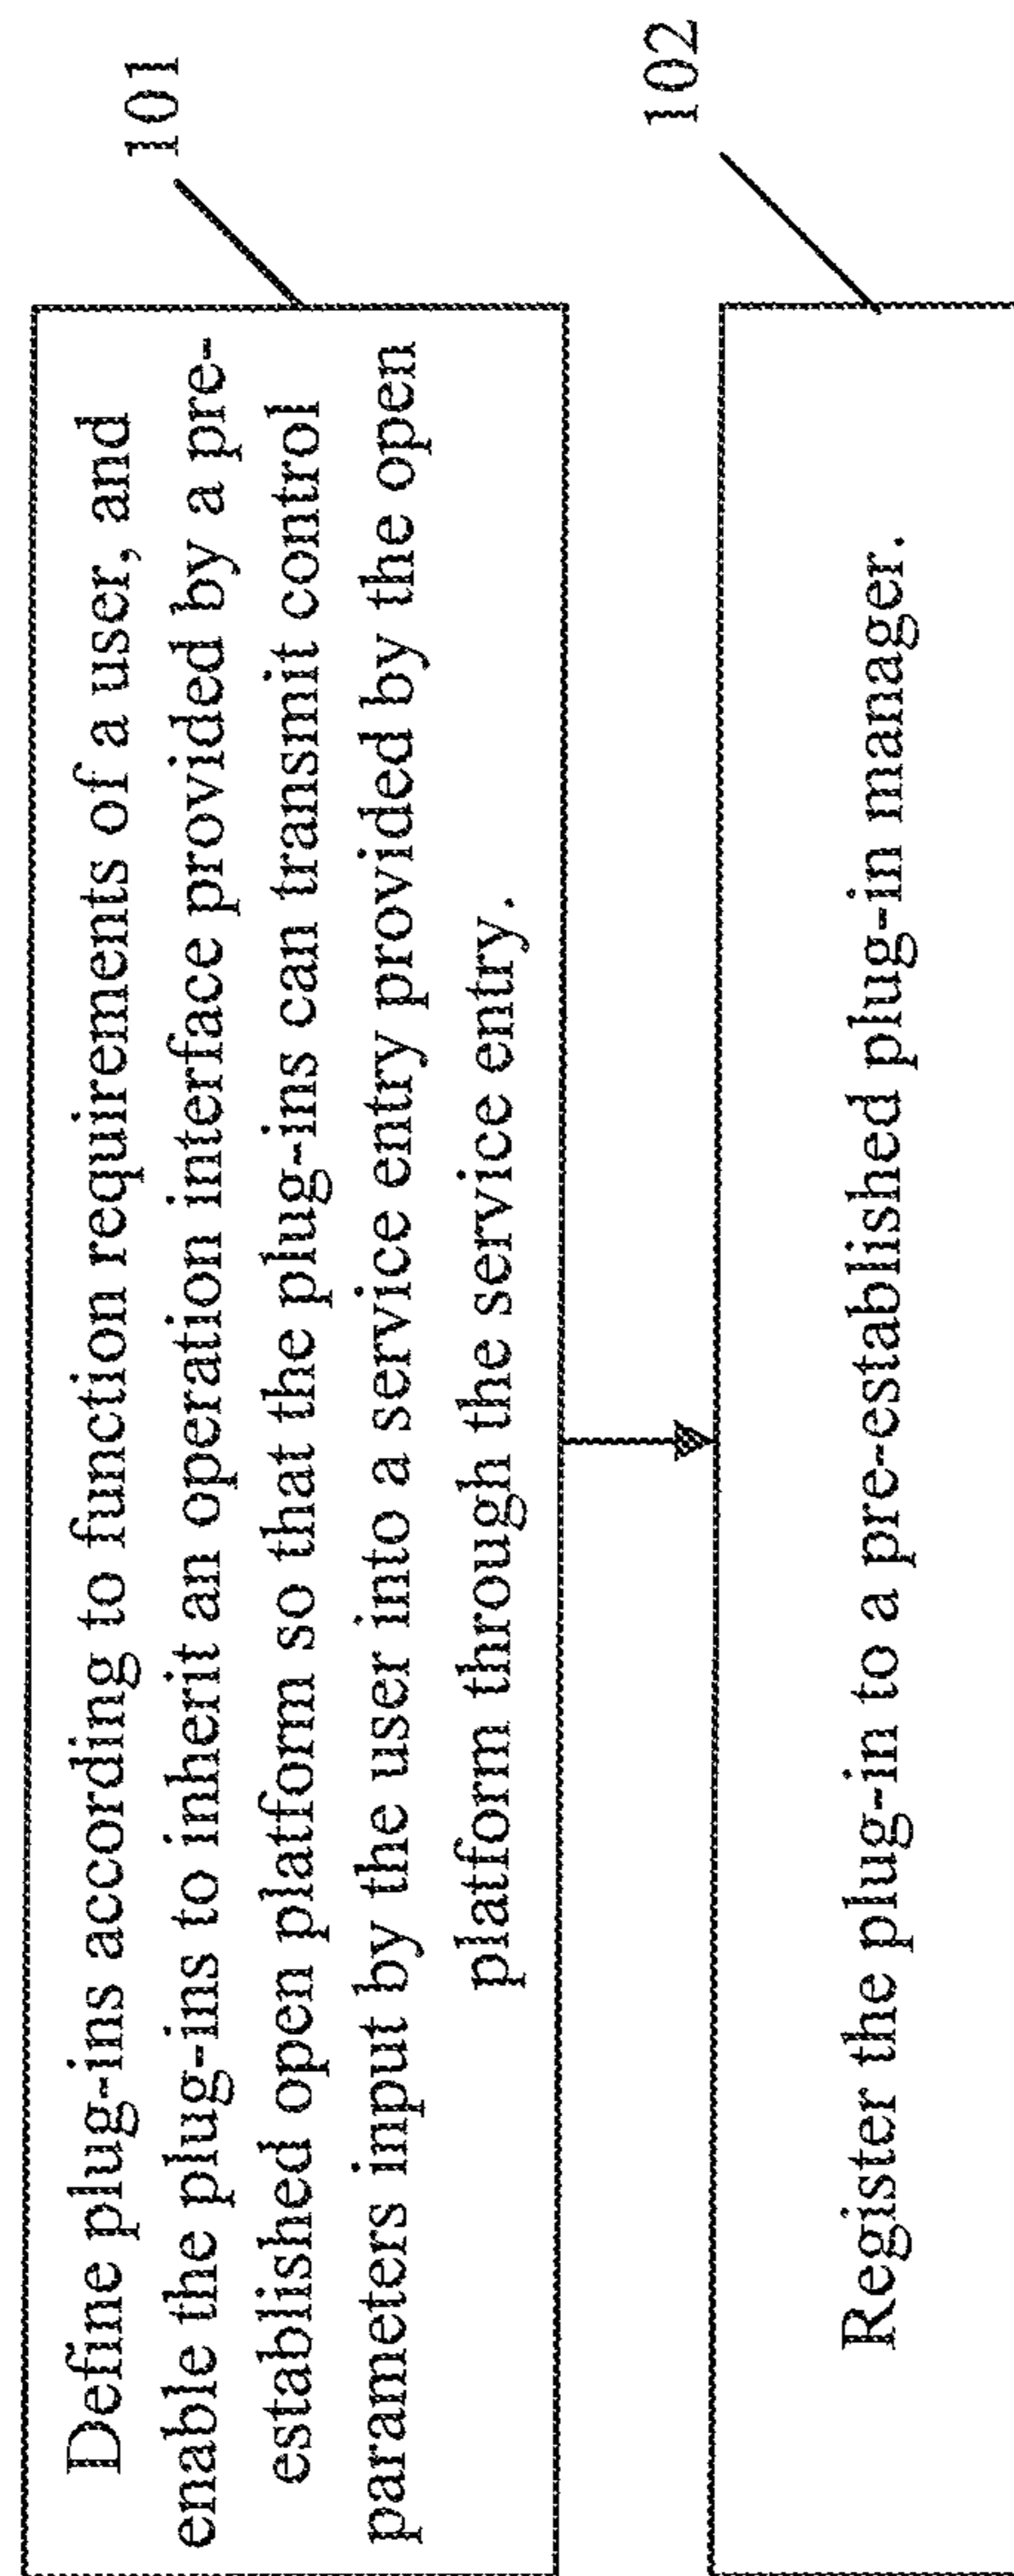 Define plug-ins according to function requirements of a user, and
enable the plug-ins to inherit an operation interface provided by a pre-
established open platform so that the plug-ins can transmit control
parameters input by the user into a service entry provided by the open
platform through the service entry.
101
Register the plug-in to a pre-established plug-in manager.
102